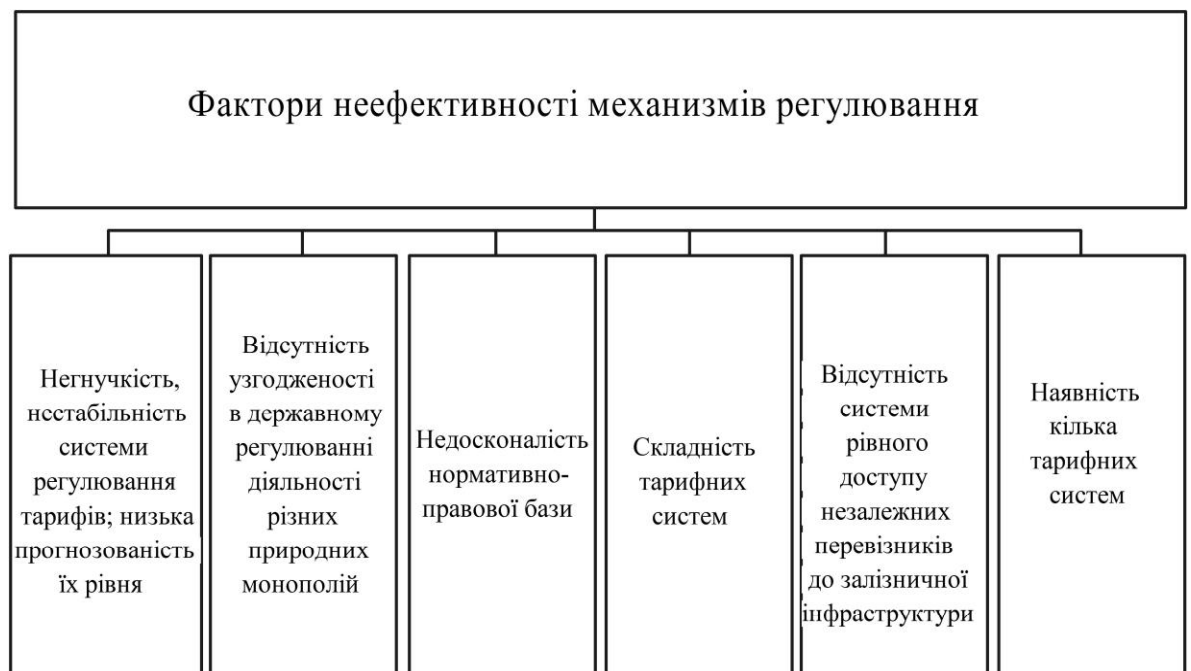 Фактори неефективності механізмів регулювання
Негнучкість,
нестабільність
системи
регулювання
тарифів; низька
прогнозованість
їх рівня
Відсутність
узгодженості
в державному
регулюванні
діяльності
різних
природних
монополій
Недосконалість
нормативно-
правової бази
Складність
тарифних
систем
Відсутність
системи
рівного
доступу
незалежних
перевізників
до залізничної
інфраструктури
Наявність
кілька
тарифних
систем